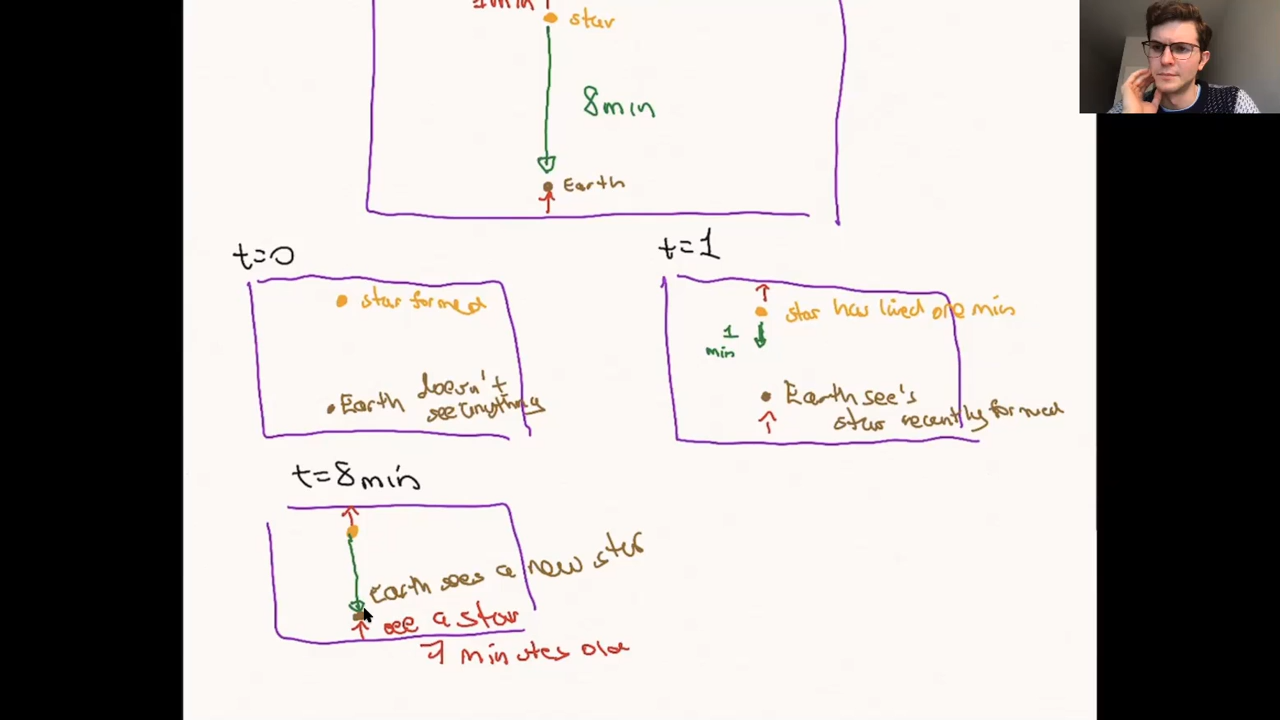 1min
star
8min
Earth
t=0
star formed
Earth doesn't
see anything
t=1
star has lived one min
1
min
Earth see's
star recently formed
t=8min
Earth sees a new star
see a star
7 minutes old